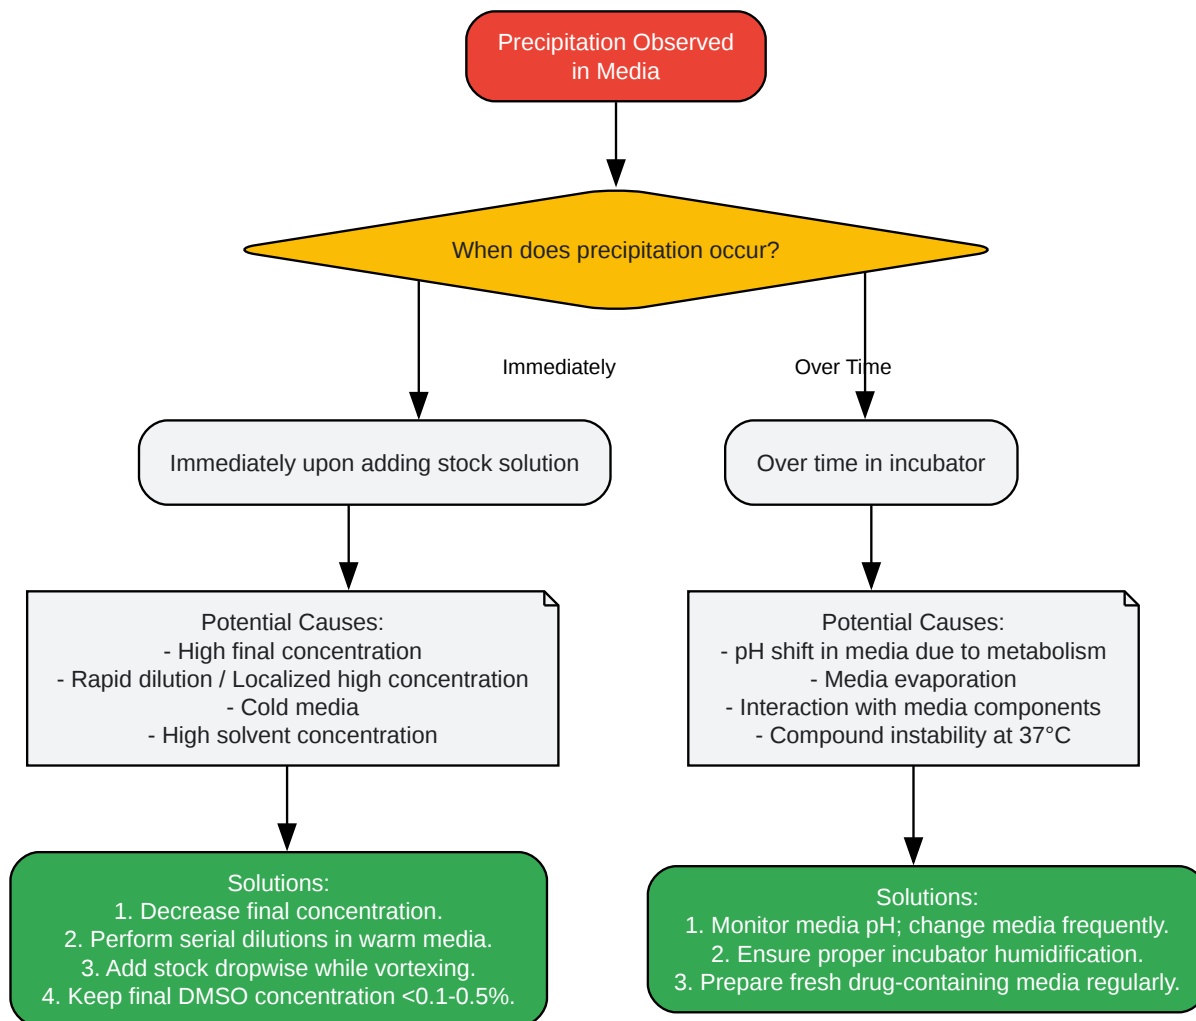 Precipitation Observed
in Media
When does precipitation occur?
Immediately
Over Time
Immediately upon adding stock solution
Over time in incubator
Potential Causes:
- High final concentration
- Rapid dilution / Localized high concentration
- Cold media
- High solvent concentration
Potential Causes:
- pH shift in media due to metabolism
- Media evaporation
- Interaction with media components
- Compound instability at 37°C
Solutions:
1. Decrease final concentration.
2. Perform serial dilutions in warm media.
3. Add stock dropwise while vortexing.
4. Keep final DMSO concentration <0.1-0.5%.
Solutions:
1. Monitor media pH; change media frequently.
2. Ensure proper incubator humidification.
3. Prepare fresh drug-containing media regularly.